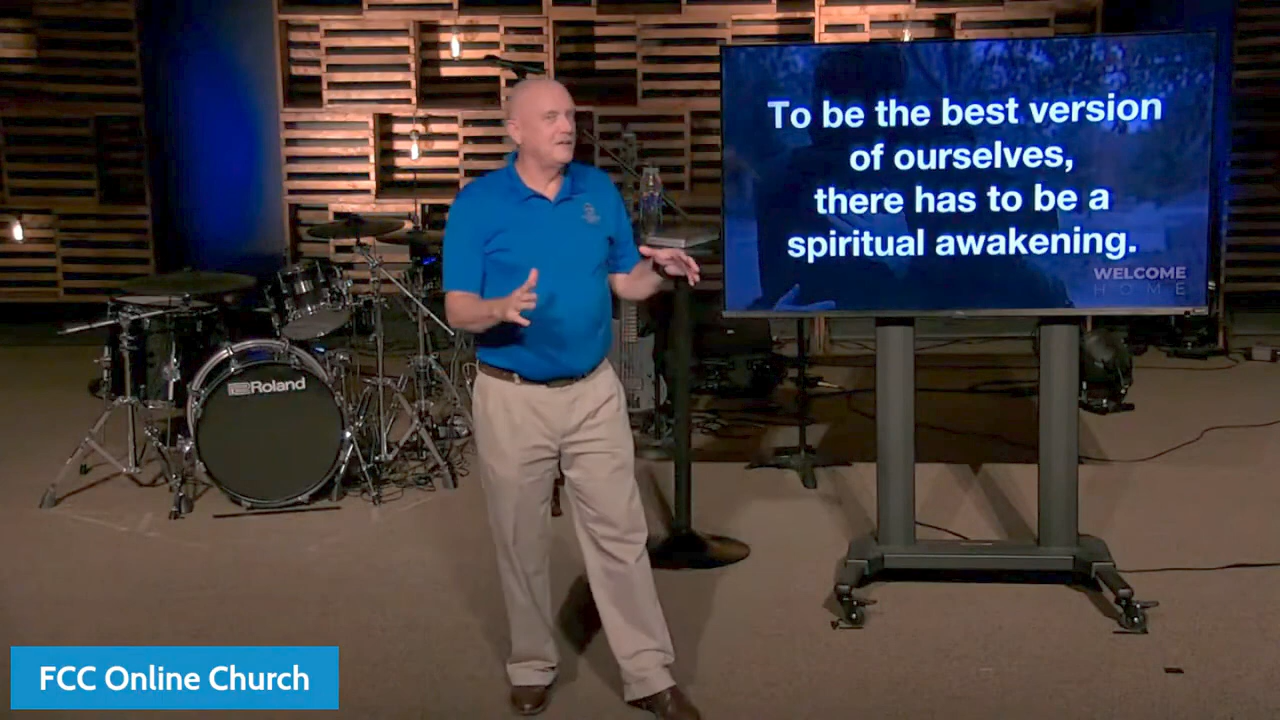 To be the best version
of ourselves,
there has to be a
spiritual awakening.
WELCOME
HOME
Roland
FCC Online Church